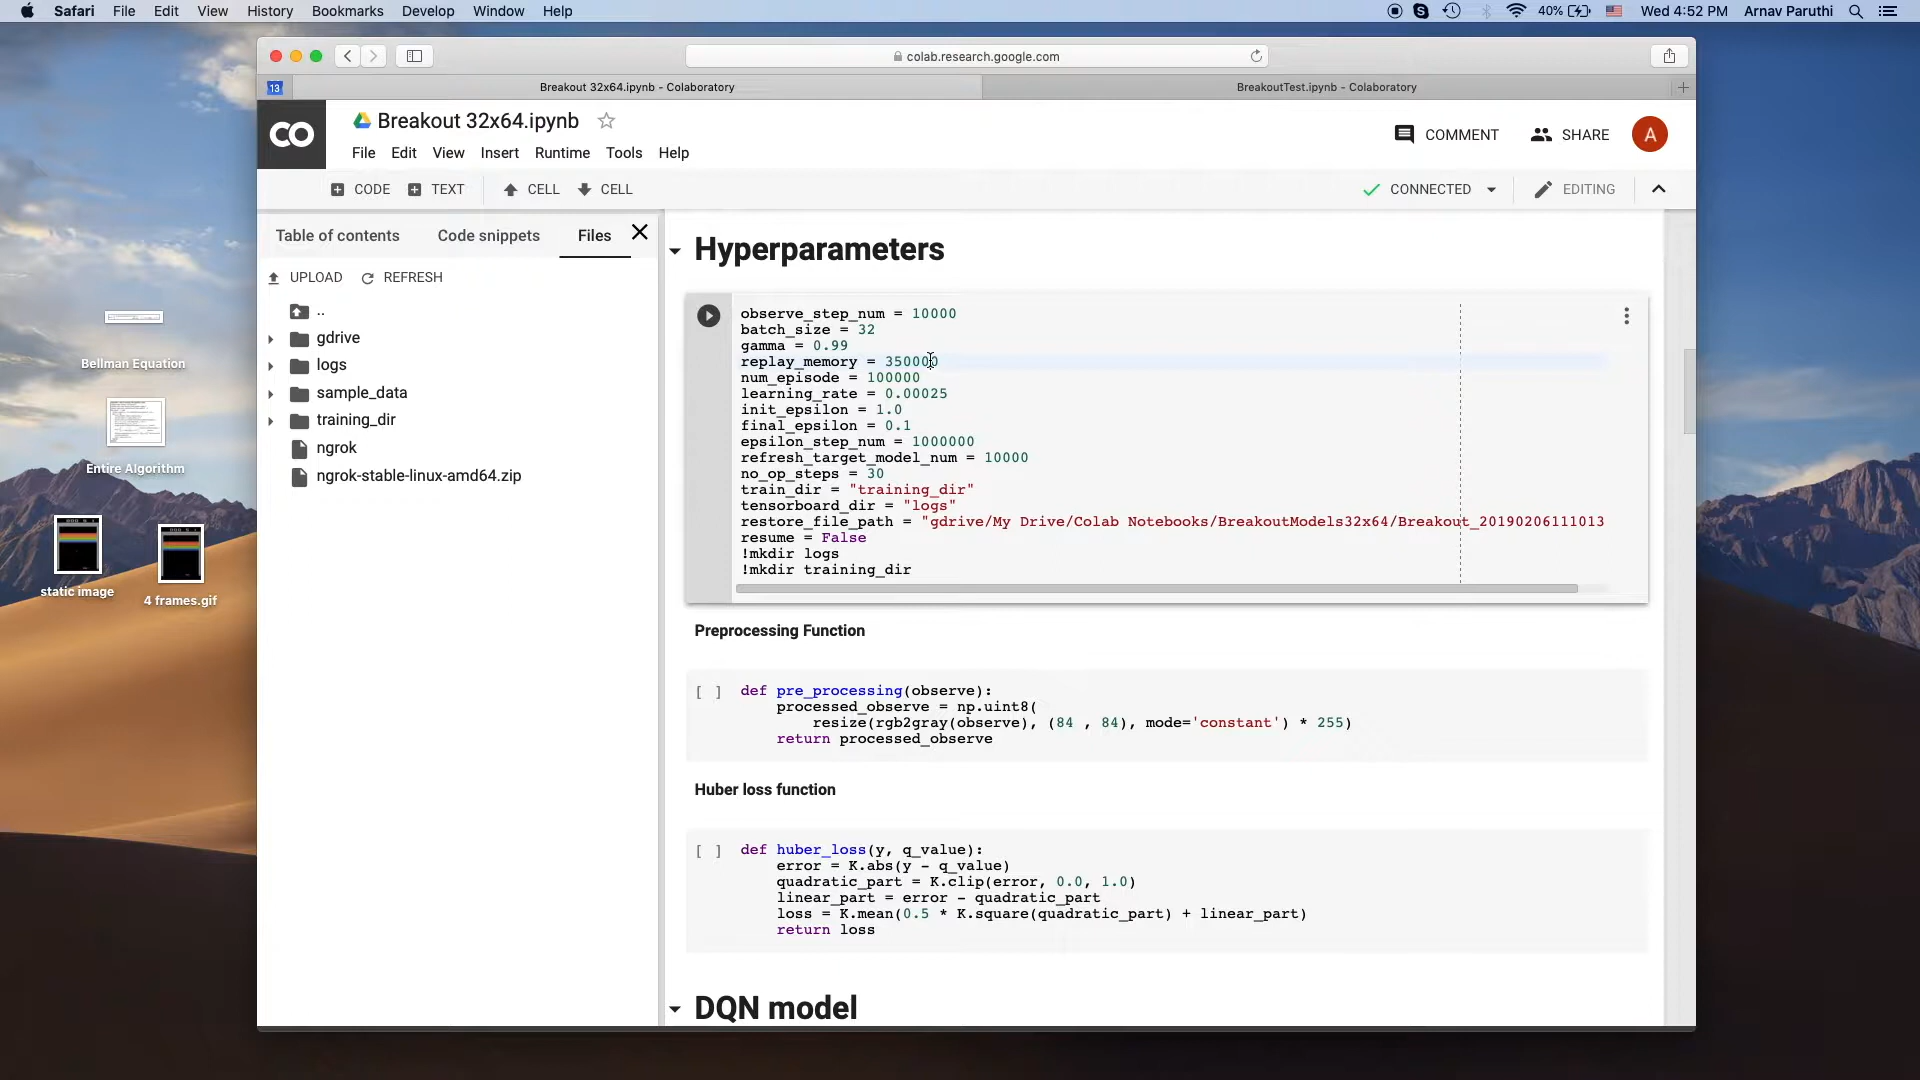 Safari File Edit View History Bookmarks Develop Window Help 40% Wed 4:52 PM Arnav Paruthi
colab.research.google.com
13 Breakout 32x64.ipynb - Colaboratory BreakoutTest.ipynb - Colaboratory
CO Breakout 32x64.ipynb COMMENT SHARE A
File Edit View Insert Runtime Tools Help
CODE TEXT CELL CELL CONNECTED EDITING
Table of contents Code snippets Files
UPLOAD REFRESH
..
gdrive
logs
sample_data
training_dir
ngrok
ngrok-stable-linux-amd64.zip
Hyperparameters
observe_step_num = 10000
batch_size = 32
gamma = 0.99
replay_memory = 350000
num_episode = 100000
learning_rate = 0.00025
init_epsilon = 1.0
final_epsilon = 0.1
epsilon_step_num = 1000000
refresh_target_model_num = 10000
no_op_steps = 30
train_dir = "training_dir"
tensorboard_dir = "logs"
restore_file_path = "gdrive/My Drive/Colab Notebooks/BreakoutModels32x64/Breakout_20190206111013
resume = False
!mkdir logs
!mkdir training_dir
Preprocessing Function
[ ] def pre_processing(observe):
processed_observe = np.uint8(
resize(rgb2gray(observe), (84 , 84), mode='constant') * 255)
return processed_observe
Huber loss function
[ ] def huber_loss(y, q_value):
error = K.abs(y - q_value)
quadratic_part = K.clip(error, 0.0, 1.0)
linear_part = error - quadratic_part
loss = K.mean(0.5 * K.square(quadratic_part) + linear_part)
return loss
DQN model
Bellman Equation
Entire Algorithm
static image
4 frames.gif